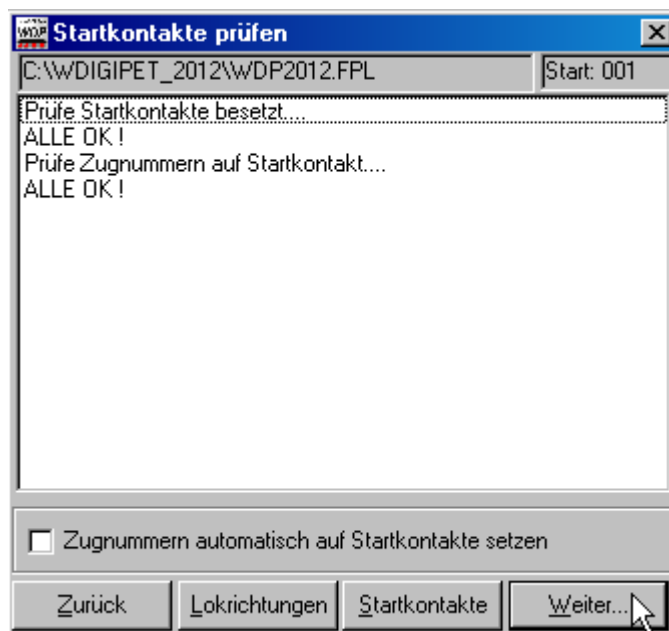 WDP Startkontakte prüfen
C:\WDIGIPET_2012\WDP2012.FPL Start: 001
Prüfe Startkontakte besetzt....
ALLE OK !
Prüfe Zugnummern auf Startkontakt....
ALLE OK !
Zugnummern automatisch auf Startkontakte setzen
Zurück Lokrichtungen Startkontakte Weiter...